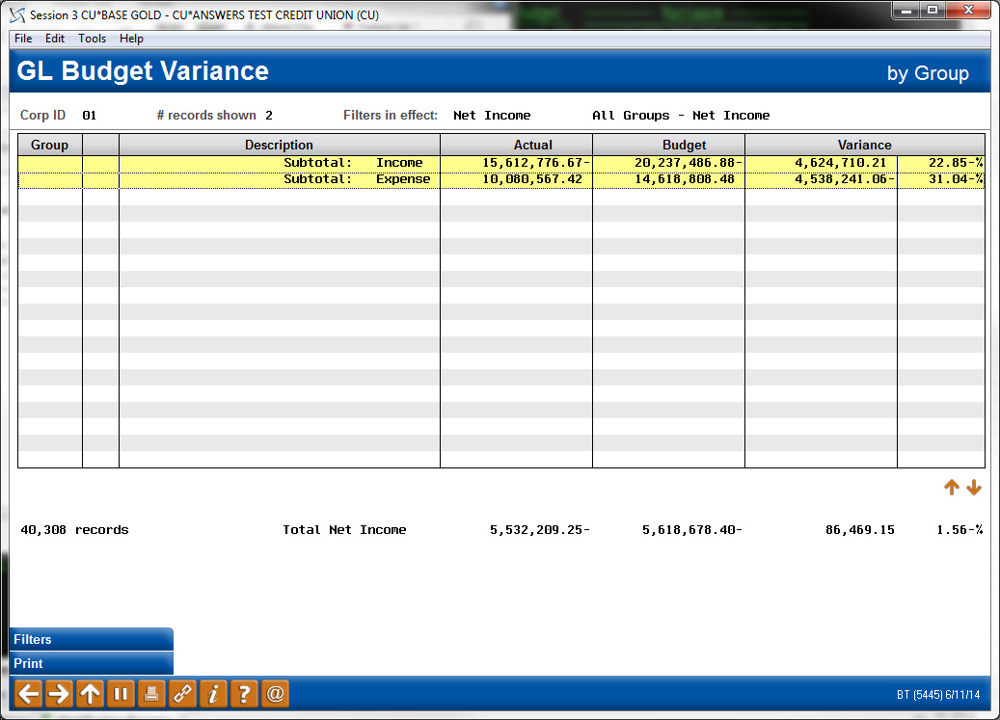 Session 3 CU*BASE GOLD - CU*ANSWERS TEST CREDIT UNION (CU)
File Edit Tools Help
GL Budget Variance by Group
Corp ID 01 # records shown 2 Filters in effect: Net Income All Groups - Net Income
Group Description Actual Budget Variance
Subtotal: Income 15,612,776.67- 20,237,486.88- 4,624,710.21 22.85-%
Subtotal: Expense 10,080,567.42 14,618,808.48 4,538,241.06- 31.04-%
40,308 records Total Net Income 5,532,209.25- 5,618,678.40- 86,469.15 1.56-%
Filters
Print
BT (5445) 6/11/14